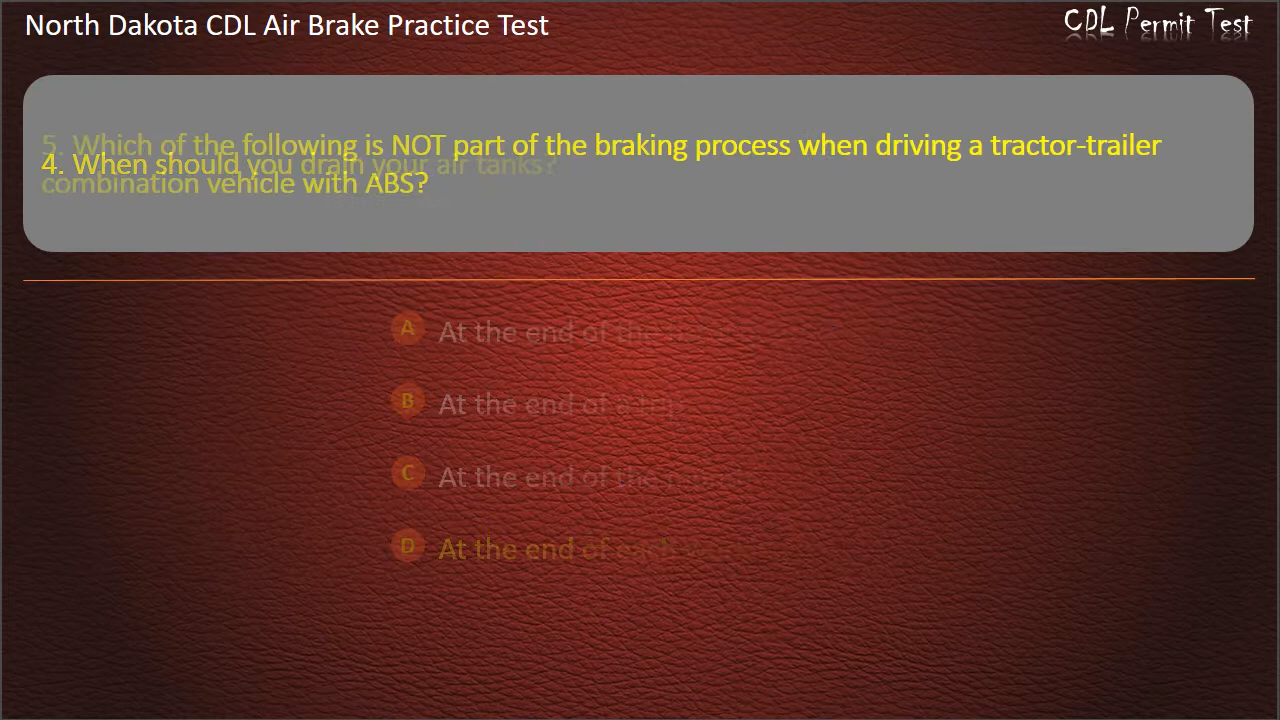 North Dakota CDL Air Brake Practice Test
CDL Permit Test
5. Which of the following is NOT part of the braking process when driving a tractor-trailer
combination vehicle with ABS?
4. When should you drain your air tanks?
A At the end of the
B At the end of a trip
C At the end of the
D At the end of each